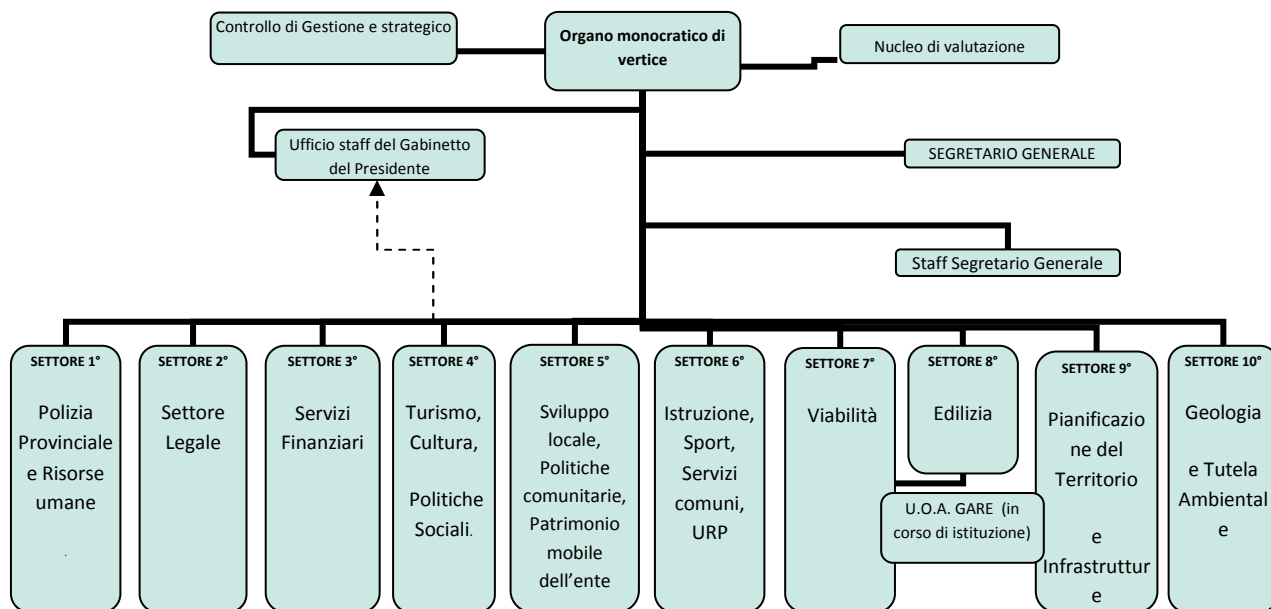 Controllo di Gestione e strategico
Organo monocratico di
vertice
Nucleo di valutazione
Ufficio staff del Gabinetto
del Presidente
SEGRETARIO GENERALE
Staff Segretario Generale
SETTORE 1°
Polizia
Provinciale
e Risorse
umane
.
SETTORE 2°
Settore
Legale
SETTORE 3°
Servizi
Finanziari
SETTORE 4°
Turismo,
Cultura,
Politiche
Sociali.
SETTORE 5°
Sviluppo
locale,
Politiche
comunitarie,
Patrimonio
mobile
dell’ente
SETTORE 6°
Istruzione,
Sport,
Servizi
comuni,
URP
SETTORE 7°
Viabilità
SETTORE 8°
Edilizia
U.O.A. GARE (in
corso di istituzione)
SETTORE 9°
Pianificazio
ne del
Territorio
e
Infrastruttur
e
SETTORE 10°
Geologia
e Tutela
Ambiental
e